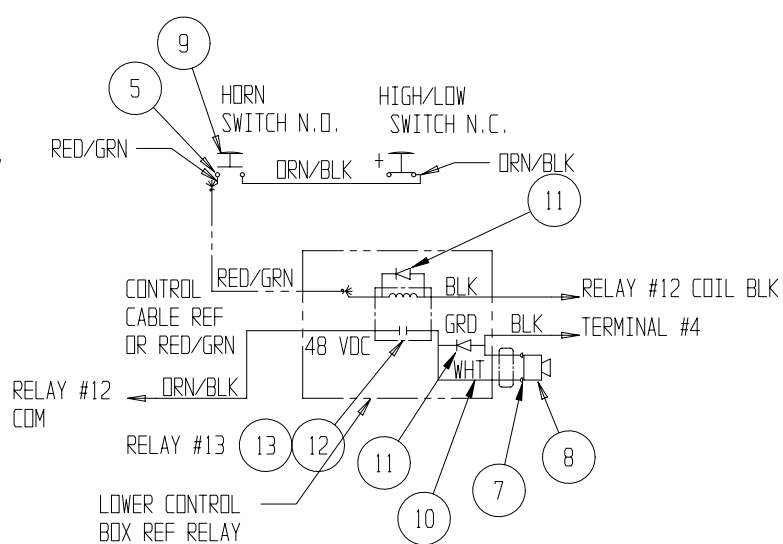 9
5
HORN
SWITCH N.O.
HIGH/LOW
SWITCH N.C.
RED/GRN
+
ORN/BLK
ORN/BLK
11
RED/GRN
BLK
RELAY #12 COIL BLK
CONTROL
CABLE REF
OR RED/GRN
48 VDC
GRD
BLK
TERMINAL #4
WHT
RELAY #12
COM
ORN/BLK
RELAY #13
13
12
11
7
8
10
LOWER CONTROL
BOX REF RELAY